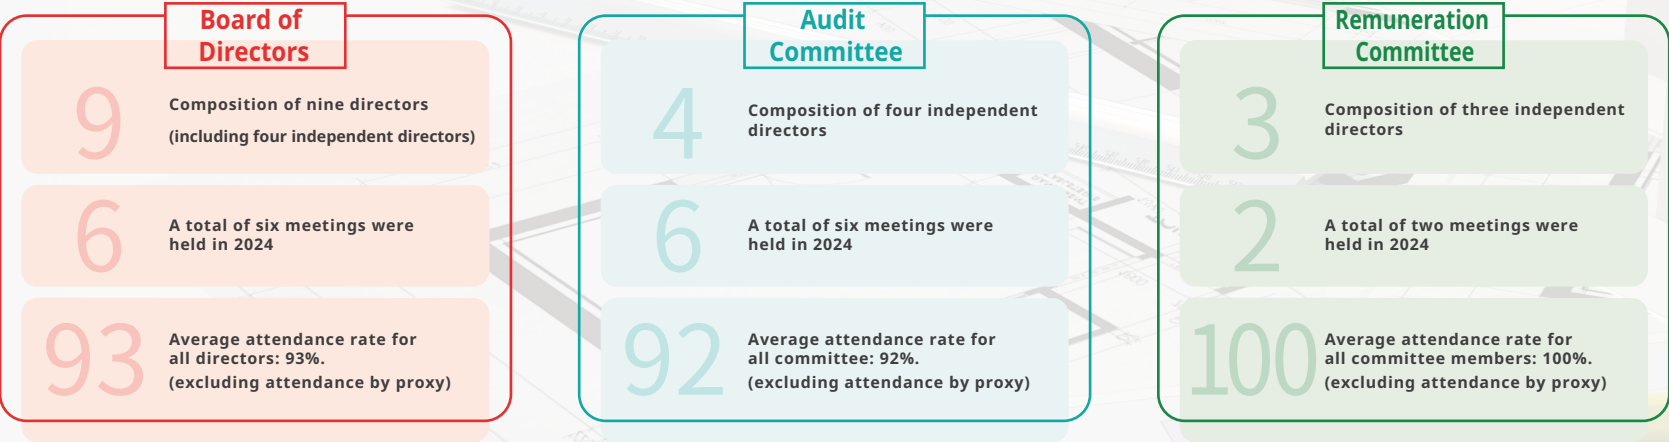 Board of
Directors
9
Composition of nine directors
(including four independent directors)
6
A total of six meetings were
held in 2024
93
Average attendance rate for
all directors: 93%.
(excluding attendance by proxy)
Audit
Committee
4
Composition of four independent
directors
6
A total of six meetings were
held in 2024
92
Average attendance rate for
all committee: 92%.
(excluding attendance by proxy)
Remuneration
Committee
3
Composition of three independent
directors
2
A total of two meetings were
held in 2024
100
Average attendance rate for
all committee members: 100%.
(excluding attendance by proxy)